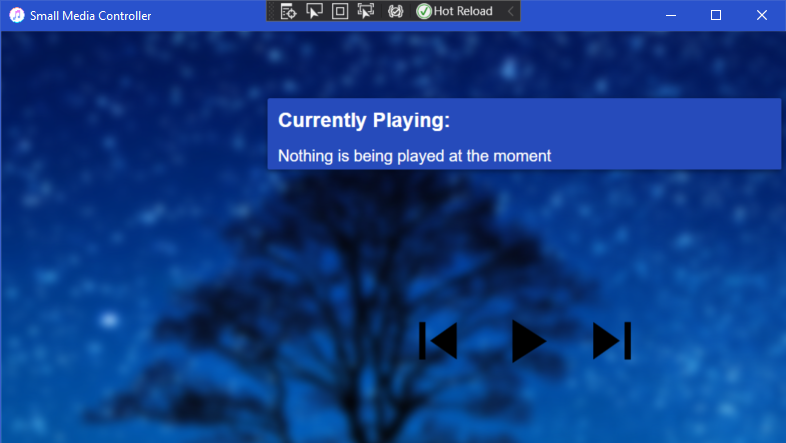 Small Media Controller
Hot Reload
Currently Playing:
Nothing is being played at the moment